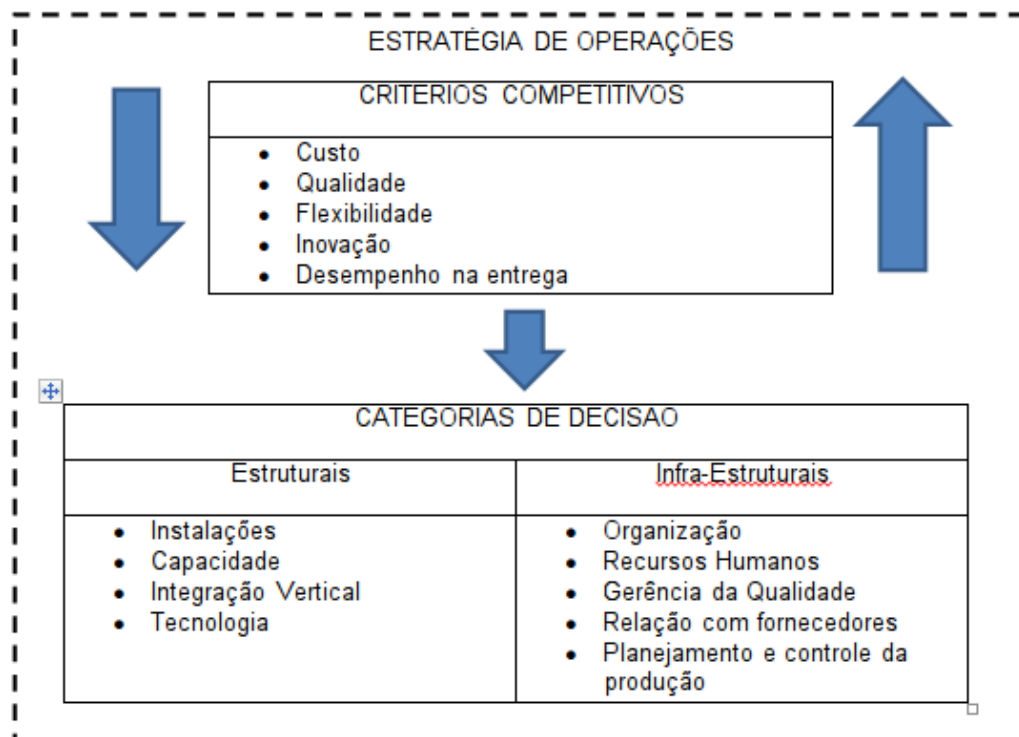 ESTRATÉGIA DE OPERAÇÕES
CRITERIOS COMPETITIVOS
• Custo
• Qualidade
• Flexibilidade
• Inovação
• Desempenho na entrega
CATEGORIAS DE DECISAO
Estruturais
Infra-Estruturais
• Instalações
• Capacidade
• Integração Vertical
• Tecnologia
• Organização
• Recursos Humanos
• Gerência da Qualidade
• Relação com fornecedores
• Planejamento e controle da
produção